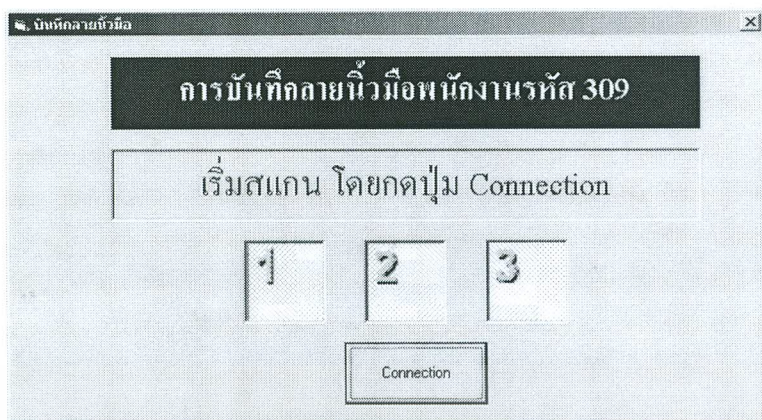 บันทึกลายนิ้วมือ
การบันทึกลายนิ้วมือพนักงานรหัส 309
เริ่มสแกน โดยกดปุ่ม Connection
1 2 3
Connection